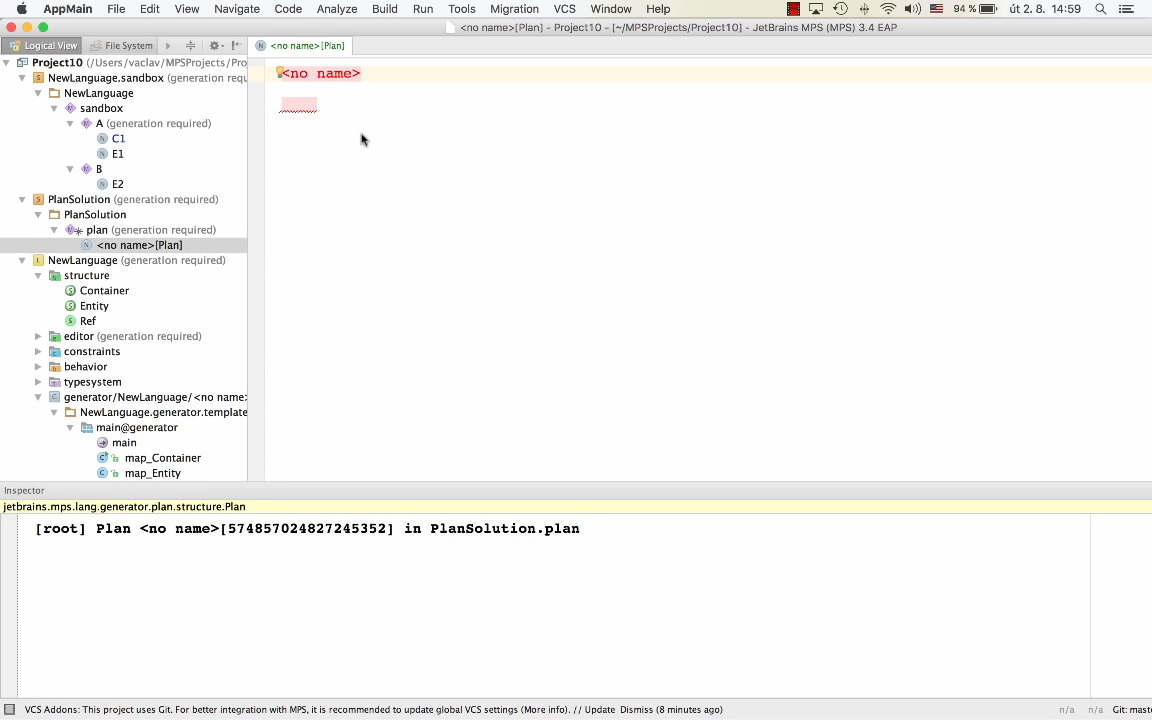 AppMain File Edit View Navigate Code Analyze Build Run Tools Migration VCS Window Help 94 % út 2. 8. 14:59
<no name>[Plan] - Project10 - [~/MPSProjects/Project10] - JetBrains MPS (MPS) 3.4 EAP
Logical View File System <no name>[Plan]
Project10 (/Users/vaclav/MPSProjects/Pro
NewLanguage.sandbox (generation requ
NewLanguage
sandbox
A (generation required)
C1
E1
B
E2
PlanSolution (generation required)
PlanSolution
plan (generation required)
<no name>[Plan]
NewLanguage (generation required)
structure
Container
Entity
Ref
editor (generation required)
constraints
behavior
typesystem
generator/NewLanguage/<no name>
NewLanguage.generator.template
main@generator
main
map_Container
map_Entity
<no name>
Inspector
jetbrains.mps.lang.generator.plan.structure.Plan
[root] Plan <no name>[574857024827245352] in PlanSolution.plan
VCS Addons: This project uses Git. For better integration with MPS, it is recommended to update global VCS settings (More info). // Update Dismiss (8 minutes ago) n/a n/a Git: maste